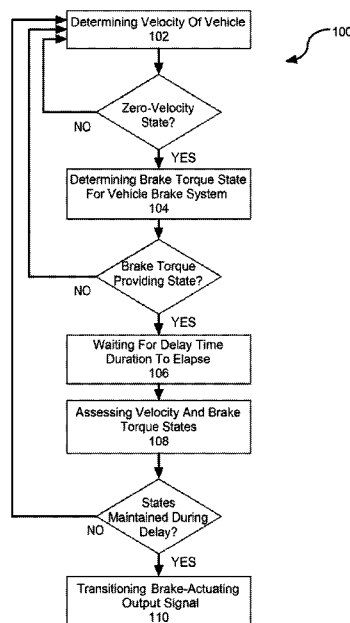 Determining Velocity Of Vehicle
102
100
Zero-Velocity
State?
NO
YES
Determining Brake Torque State
For Vehicle Brake System
104
Brake Torque
Providing State?
NO
YES
Waiting For Delay Time
Duration To Elapse
106
Assessing Velocity And Brake
Torque States
108
States
Maintained During
Delay?
NO
YES
Transitioning Brake-Actuating
Output Signal
110